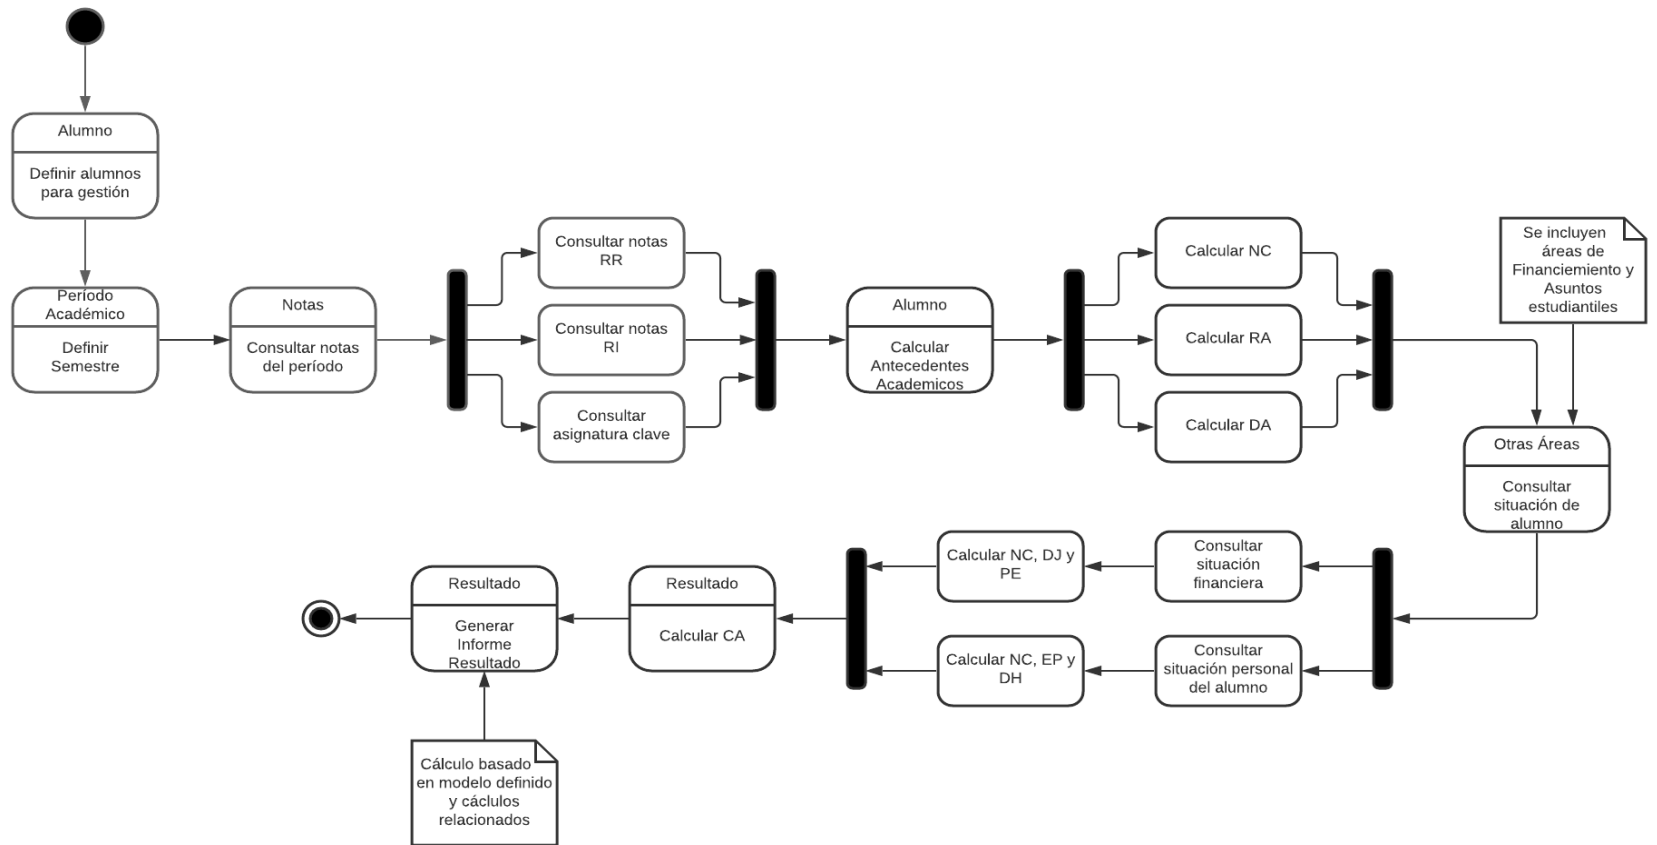 Alumno
Definir alumnos
para gestión
Período
Académico
Definir
Semestre
Notas
Consultar notas
del período
Consultar notas
RR
Consultar notas
RI
Consultar
asignatura clave
Alumno
Calcular
Antecedentes
Academicos
Calcular NC
Calcular RA
Calcular DA
Se incluyen
áreas de
Financiemiento y
Asuntos
estudiantiles
Otras Áreas
Consultar
situación de
alumno
Consultar
situación
financiera
Calcular NC, DJ y
PE
Consultar
situación personal
del alumno
Calcular NC, EP y
DH
Resultado
Calcular CA
Resultado
Generar
Informe
Resultado
Cálculo basado
en modelo definido
y cáclulos
relacionados